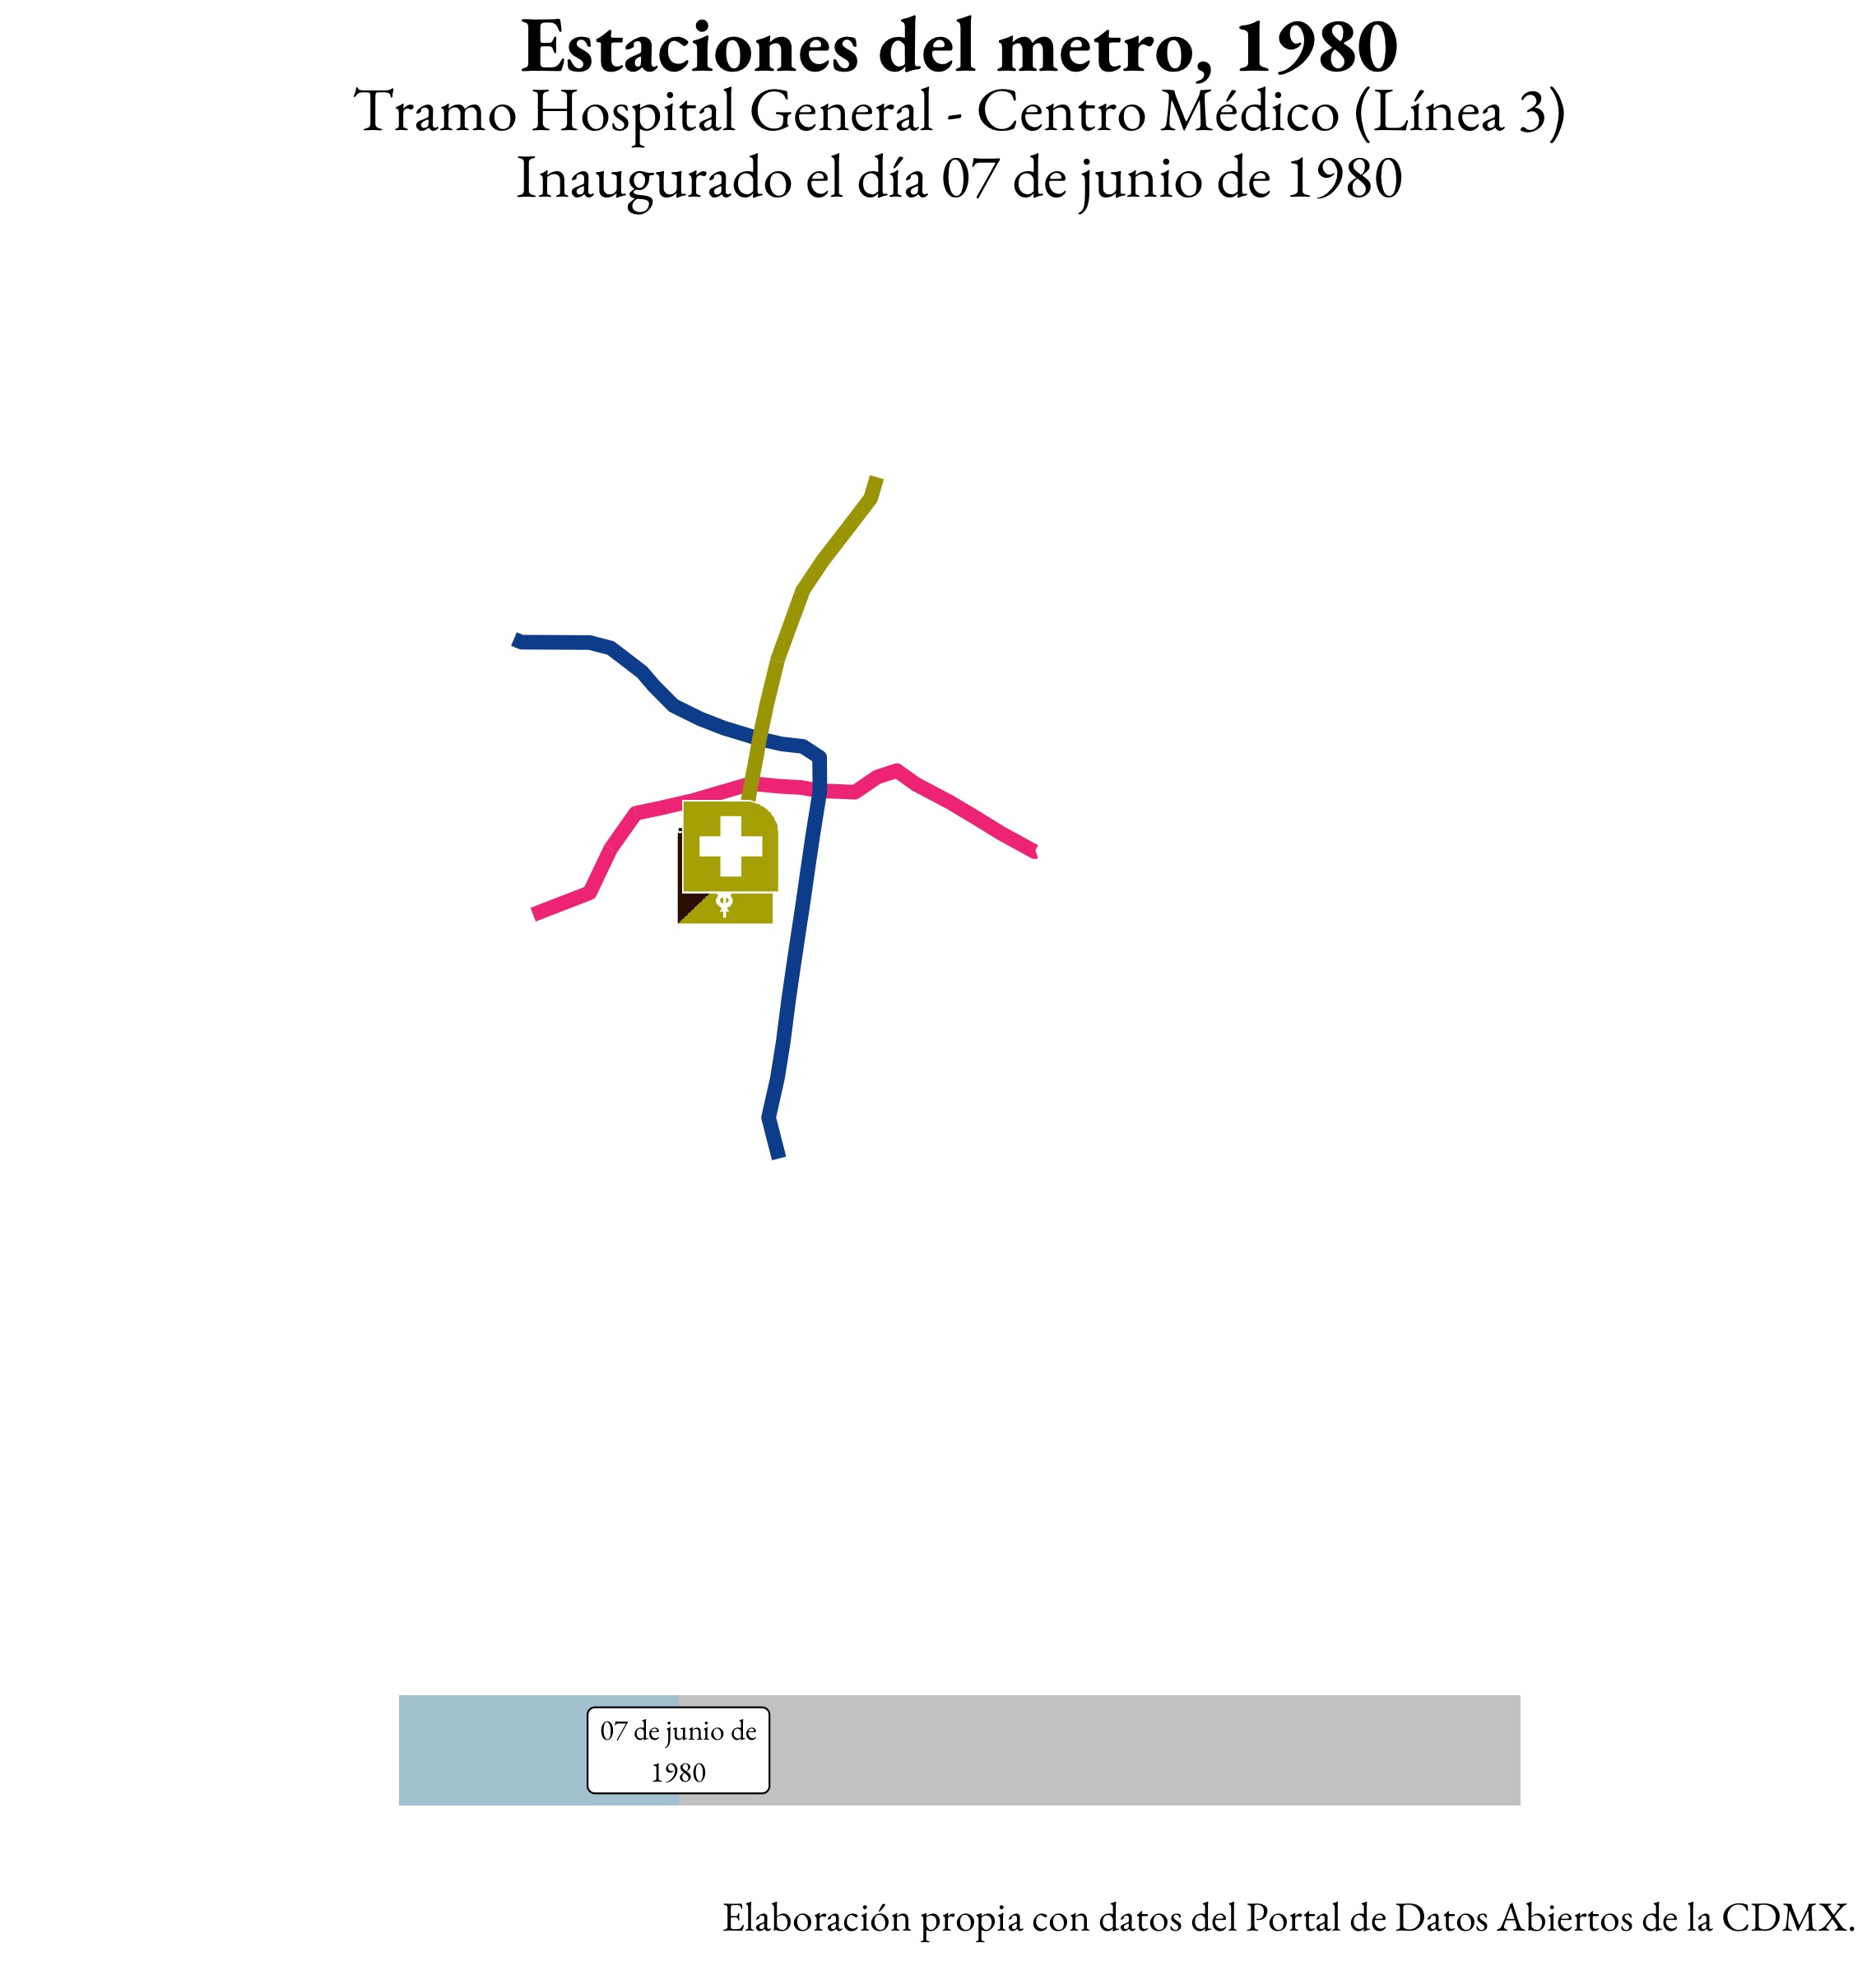 Estaciones del metro, 1980
Tramo Hospital General - Centro Médico (Línea 3)
Inaugurado el día 07 de junio de 1980
07 de junio de
1980
Elaboración propia con datos del Portal de Datos Abiertos de la CDMX.